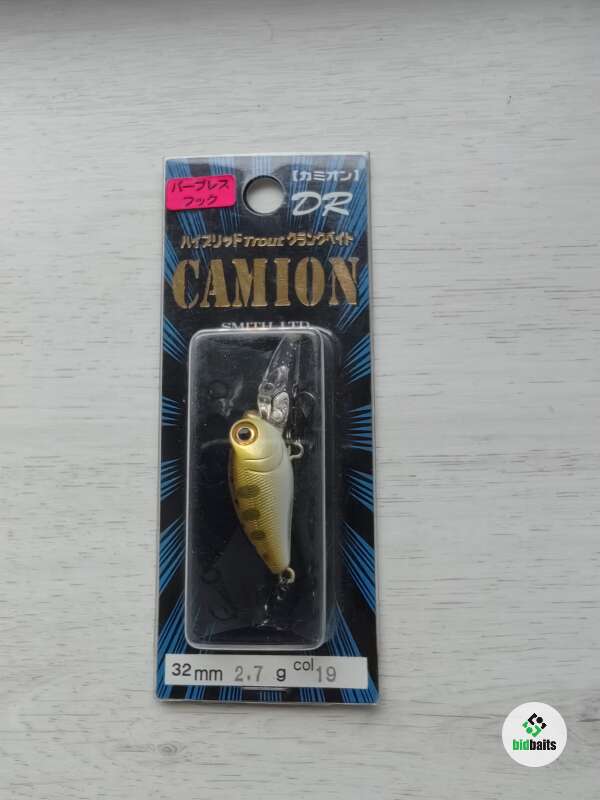 バーブレス
フック
【カミオン】
DR
ハイブリッドTroutクランクベイト
CAMION
SMITH LTD
32mm 2.7 g col 19
bidbaits